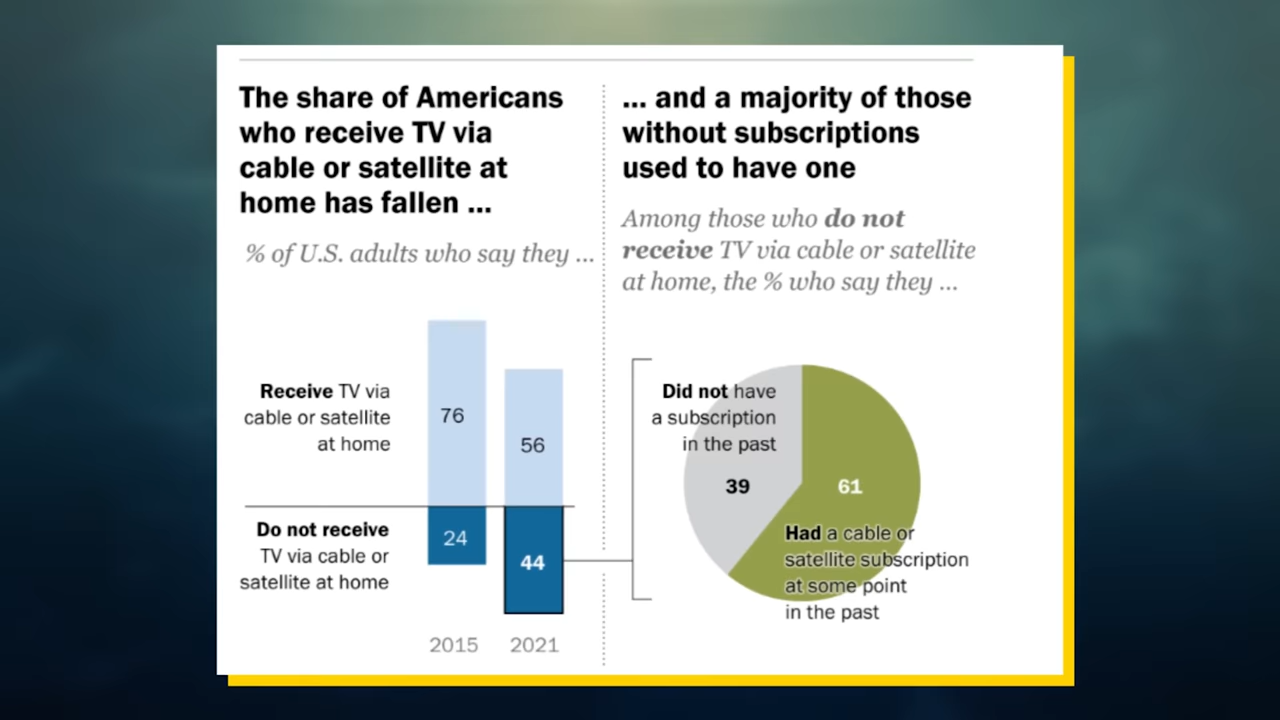 The share of Americans
who receive TV via
cable or satellite at
home has fallen ...
% of U.S. adults who say they ...
Receive TV via
cable or satellite
at home
76
56
Do not receive
TV via cable or
satellite at home
24
44
2015
2021
... and a majority of those
without subscriptions
used to have one
Among those who do not
receive TV via cable or satellite
at home, the % who say they ...
Did not have
a subscription
in the past
39
61
Had a cable or
satellite subscription
at some point
in the past